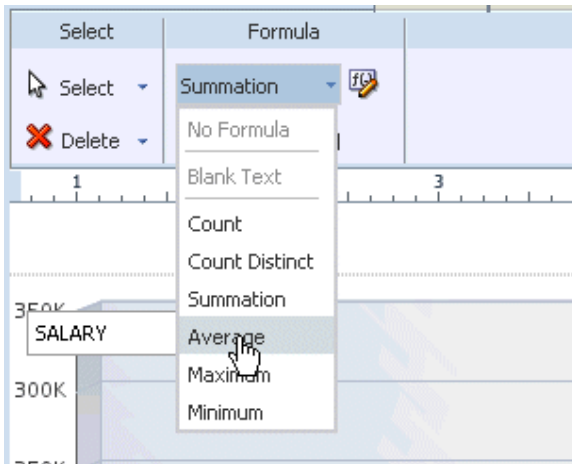 Select Formula
Select Summation f()
Delete No Formula
1 3
Blank Text
Count
Count Distinct
Summation
350K
SALARY Average
Maximum
300K
Minimum